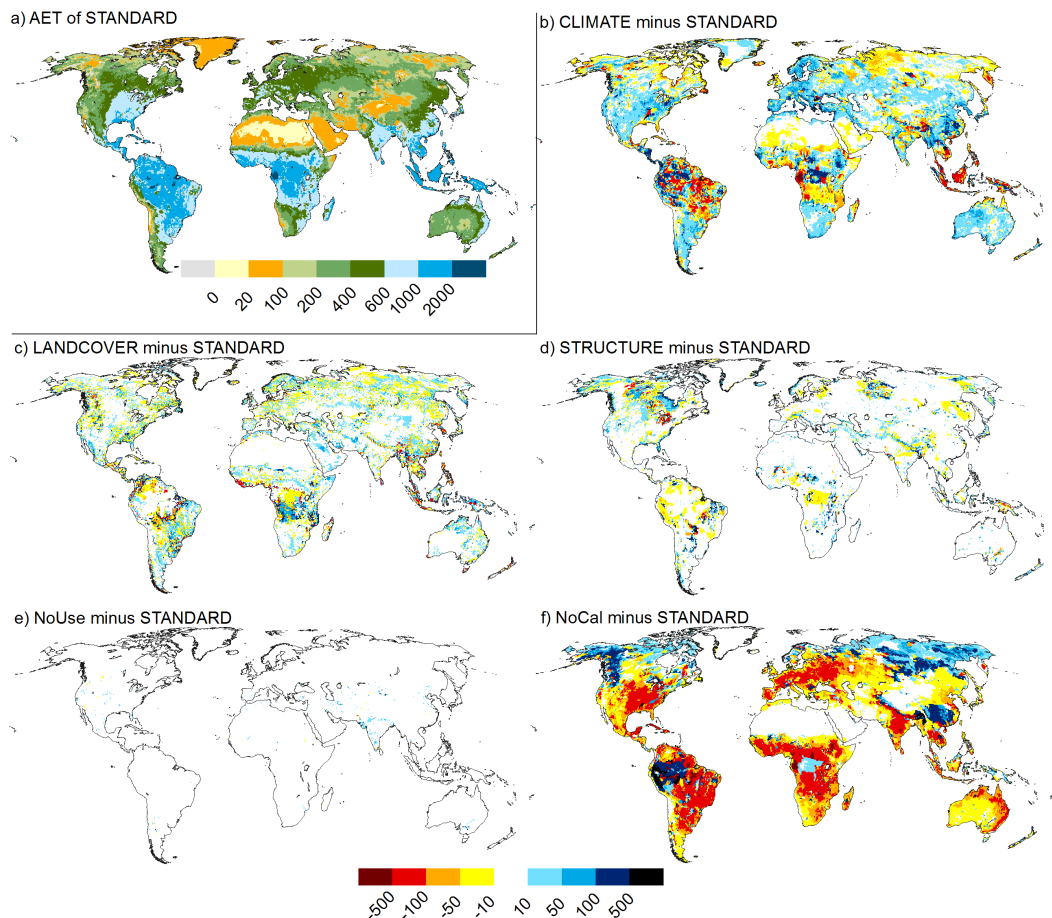 a) AET of STANDARD
b) CLIMATE minus STANDARD
0 20 100 200 400 600 1000 2000
c) LANDCOVER minus STANDARD
d) STRUCTURE minus STANDARD
e) NoUse minus STANDARD
f) NoCal minus STANDARD
-500 -100 -50 -10 10 50 100 500